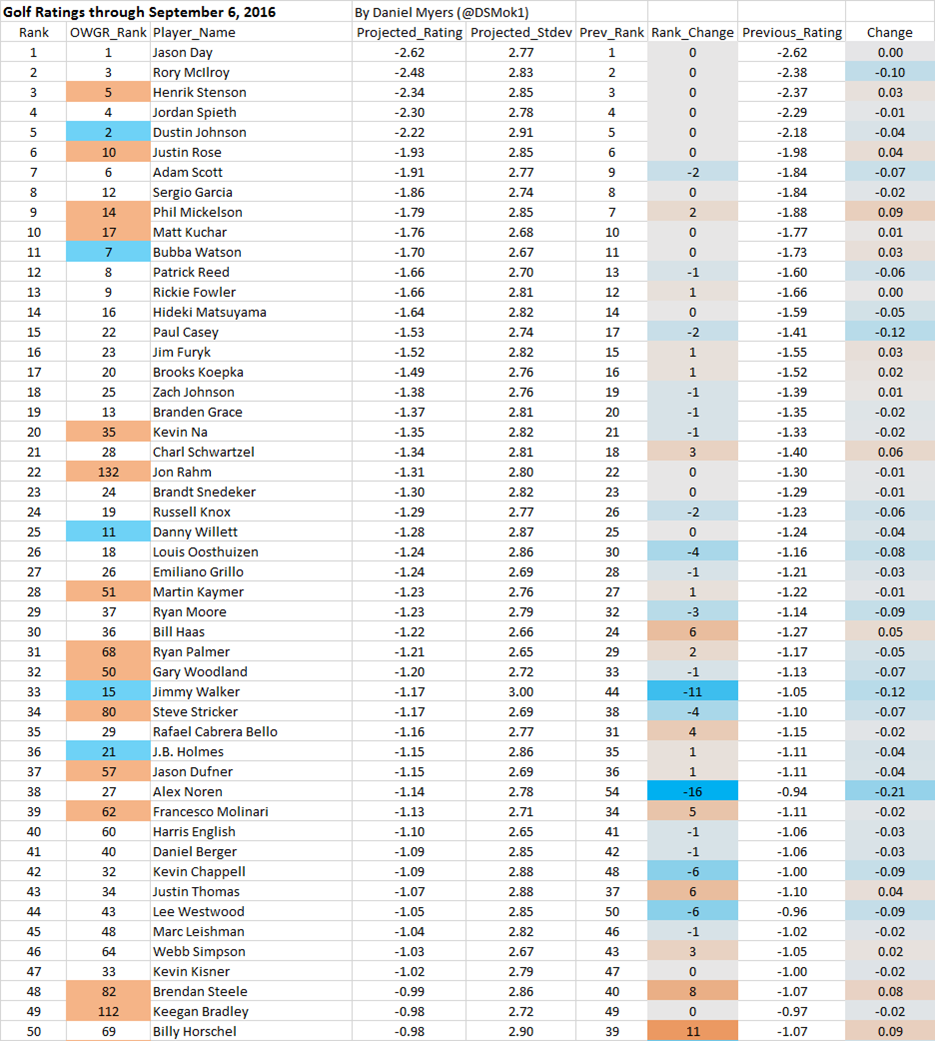 Golf Ratings through September 6, 2016 By Daniel Myers (@DSMok1)
Rank OWGR_Rank Player_Name Projected_Rating Projected_Stdev Prev_Rank Rank_Change Previous_Rating Change
1 1 Jason Day -2.62 2.77 1 0 -2.62 0.00
2 3 Rory McIlroy -2.48 2.83 2 0 -2.38 -0.10
3 5 Henrik Stenson -2.34 2.85 3 0 -2.37 0.03
4 4 Jordan Spieth -2.30 2.78 4 0 -2.29 -0.01
5 2 Dustin Johnson -2.22 2.91 5 0 -2.18 -0.04
6 10 Justin Rose -1.93 2.85 6 0 -1.98 0.04
7 6 Adam Scott -1.91 2.77 9 -2 -1.84 -0.07
8 12 Sergio Garcia -1.86 2.74 8 0 -1.84 -0.02
9 14 Phil Mickelson -1.79 2.85 7 2 -1.88 0.09
10 17 Matt Kuchar -1.76 2.68 10 0 -1.77 0.01
11 7 Bubba Watson -1.70 2.67 11 0 -1.73 0.03
12 8 Patrick Reed -1.66 2.70 13 -1 -1.60 -0.06
13 9 Rickie Fowler -1.66 2.81 12 1 -1.66 0.00
14 16 Hideki Matsuyama -1.64 2.82 14 0 -1.59 -0.05
15 22 Paul Casey -1.53 2.74 17 -2 -1.41 -0.12
16 23 Jim Furyk -1.52 2.82 15 1 -1.55 0.03
17 20 Brooks Koepka -1.49 2.76 16 1 -1.52 0.02
18 25 Zach Johnson -1.38 2.76 19 -1 -1.39 0.01
19 13 Branden Grace -1.37 2.81 20 -1 -1.35 -0.02
20 35 Kevin Na -1.35 2.82 21 -1 -1.33 -0.02
21 28 Charl Schwartzel -1.34 2.81 18 3 -1.40 0.06
22 132 Jon Rahm -1.31 2.80 22 0 -1.30 -0.01
23 24 Brandt Snedeker -1.30 2.82 23 0 -1.29 -0.01
24 19 Russell Knox -1.29 2.77 26 -2 -1.23 -0.06
25 11 Danny Willett -1.28 2.87 25 0 -1.24 -0.04
26 18 Louis Oosthuizen -1.24 2.86 30 -4 -1.16 -0.08
27 26 Emiliano Grillo -1.24 2.69 28 -1 -1.21 -0.03
28 51 Martin Kaymer -1.23 2.76 27 1 -1.22 -0.01
29 37 Ryan Moore -1.23 2.79 32 -3 -1.14 -0.09
30 36 Bill Haas -1.22 2.66 24 6 -1.27 0.05
31 68 Ryan Palmer -1.21 2.65 29 2 -1.17 -0.05
32 50 Gary Woodland -1.20 2.72 33 -1 -1.13 -0.07
33 15 Jimmy Walker -1.17 3.00 44 -11 -1.05 -0.12
34 80 Steve Stricker -1.17 2.69 38 -4 -1.10 -0.07
35 29 Rafael Cabrera Bello -1.16 2.77 31 4 -1.15 -0.02
36 21 J.B. Holmes -1.15 2.86 35 1 -1.11 -0.04
37 57 Jason Dufner -1.15 2.69 36 1 -1.11 -0.04
38 27 Alex Noren -1.14 2.78 54 -16 -0.94 -0.21
39 62 Francesco Molinari -1.13 2.71 34 5 -1.11 -0.02
40 60 Harris English -1.10 2.65 41 -1 -1.06 -0.03
41 40 Daniel Berger -1.09 2.85 42 -1 -1.06 -0.03
42 32 Kevin Chappell -1.09 2.88 48 -6 -1.00 -0.09
43 34 Justin Thomas -1.07 2.88 37 6 -1.10 0.04
44 43 Lee Westwood -1.05 2.85 50 -6 -0.96 -0.09
45 48 Marc Leishman -1.04 2.82 46 -1 -1.02 -0.02
46 64 Webb Simpson -1.03 2.67 43 3 -1.05 0.02
47 33 Kevin Kisner -1.02 2.79 47 0 -1.00 -0.02
48 82 Brendan Steele -0.99 2.86 40 8 -1.07 0.08
49 112 Keegan Bradley -0.98 2.72 49 0 -0.97 -0.02
50 69 Billy Horschel -0.98 2.90 39 11 -1.07 0.09